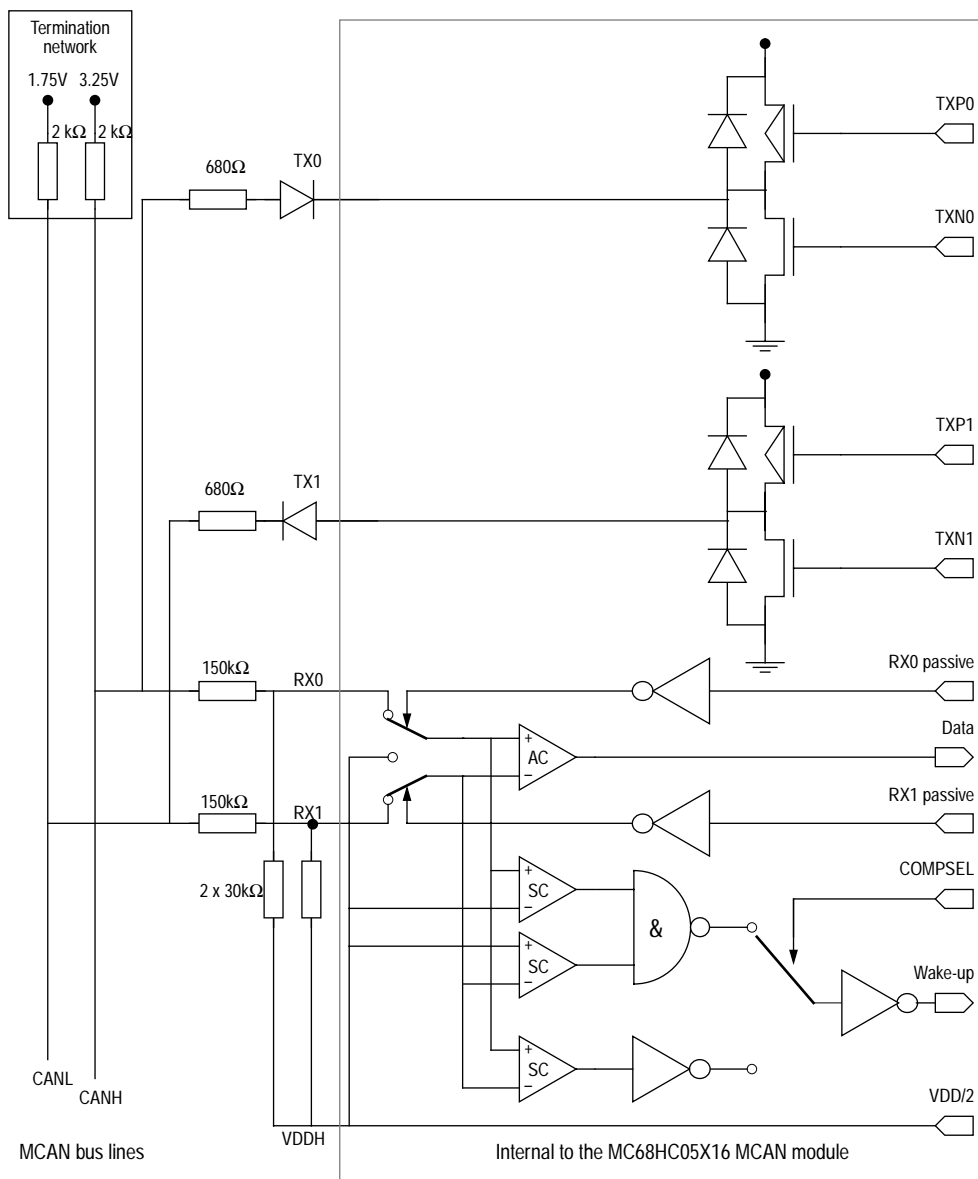 Termination
network
1.75V 3.25V
2 kΩ 2 kΩ
680Ω
TX0
TXP0
TXN0
680Ω
TX1
TXP1
TXN1
150kΩ
RX0
RX0 passive
+
AC
−
Data
150kΩ
RX1
RX1 passive
2 x 30kΩ
+
SC
−
COMPSEL
&
+
SC
−
Wake-up
+
SC
−
CANL
CANH
VDD/2
VDDH
MCAN bus lines
Internal to the MC68HC05X16 MCAN module